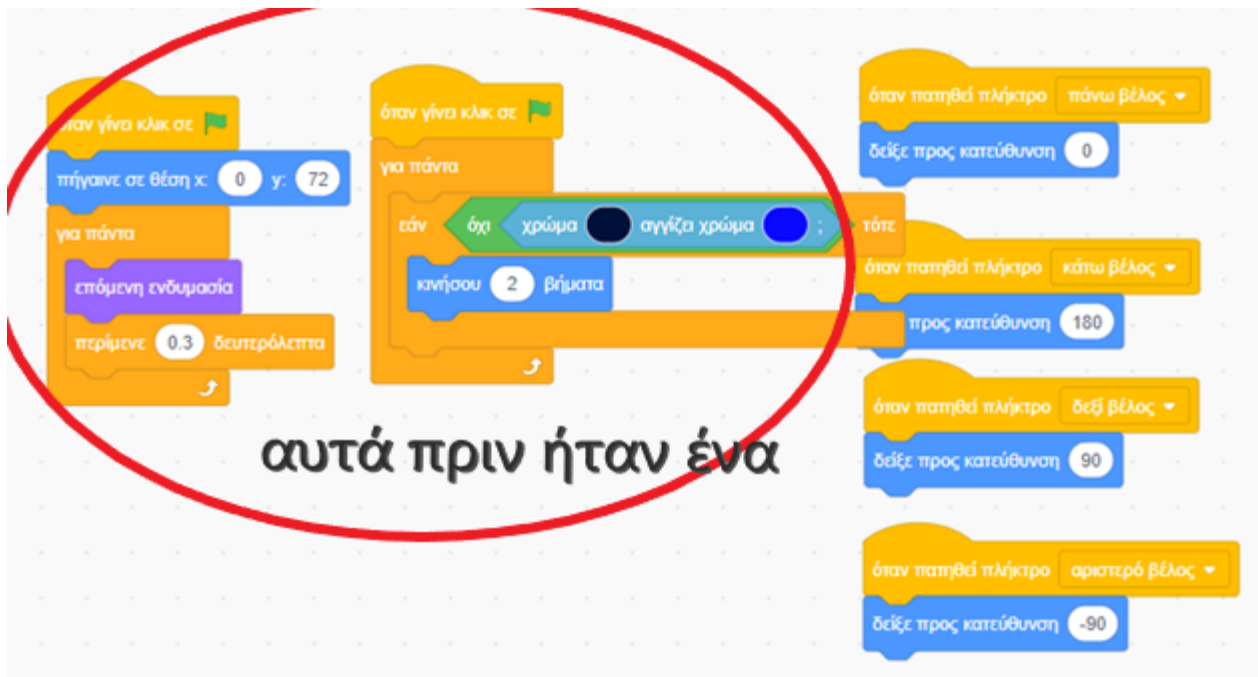 όταν γίνει κλικ σε
πήγαινε σε θέση x: 0 y: 72
για πάντα
επόμενη ενδυμασία
περίμενε 0.3 δευτερόλεπτα
όταν γίνει κλικ σε
για πάντα
εάν όχι χρώμα αγγίζει χρώμα ; τότε
κινήσου 2 βήματα
αυτά πριν ήταν ένα
όταν πατηθεί πλήκτρο πάνω βέλος
δείξε προς κατεύθυνση 0
όταν πατηθεί πλήκτρο κάτω βέλος
προς κατεύθυνση 180
όταν πατηθεί πλήκτρο δεξί βέλος
δείξε προς κατεύθυνση 90
όταν πατηθεί πλήκτρο αριστερό βέλος
δείξε προς κατεύθυνση -90